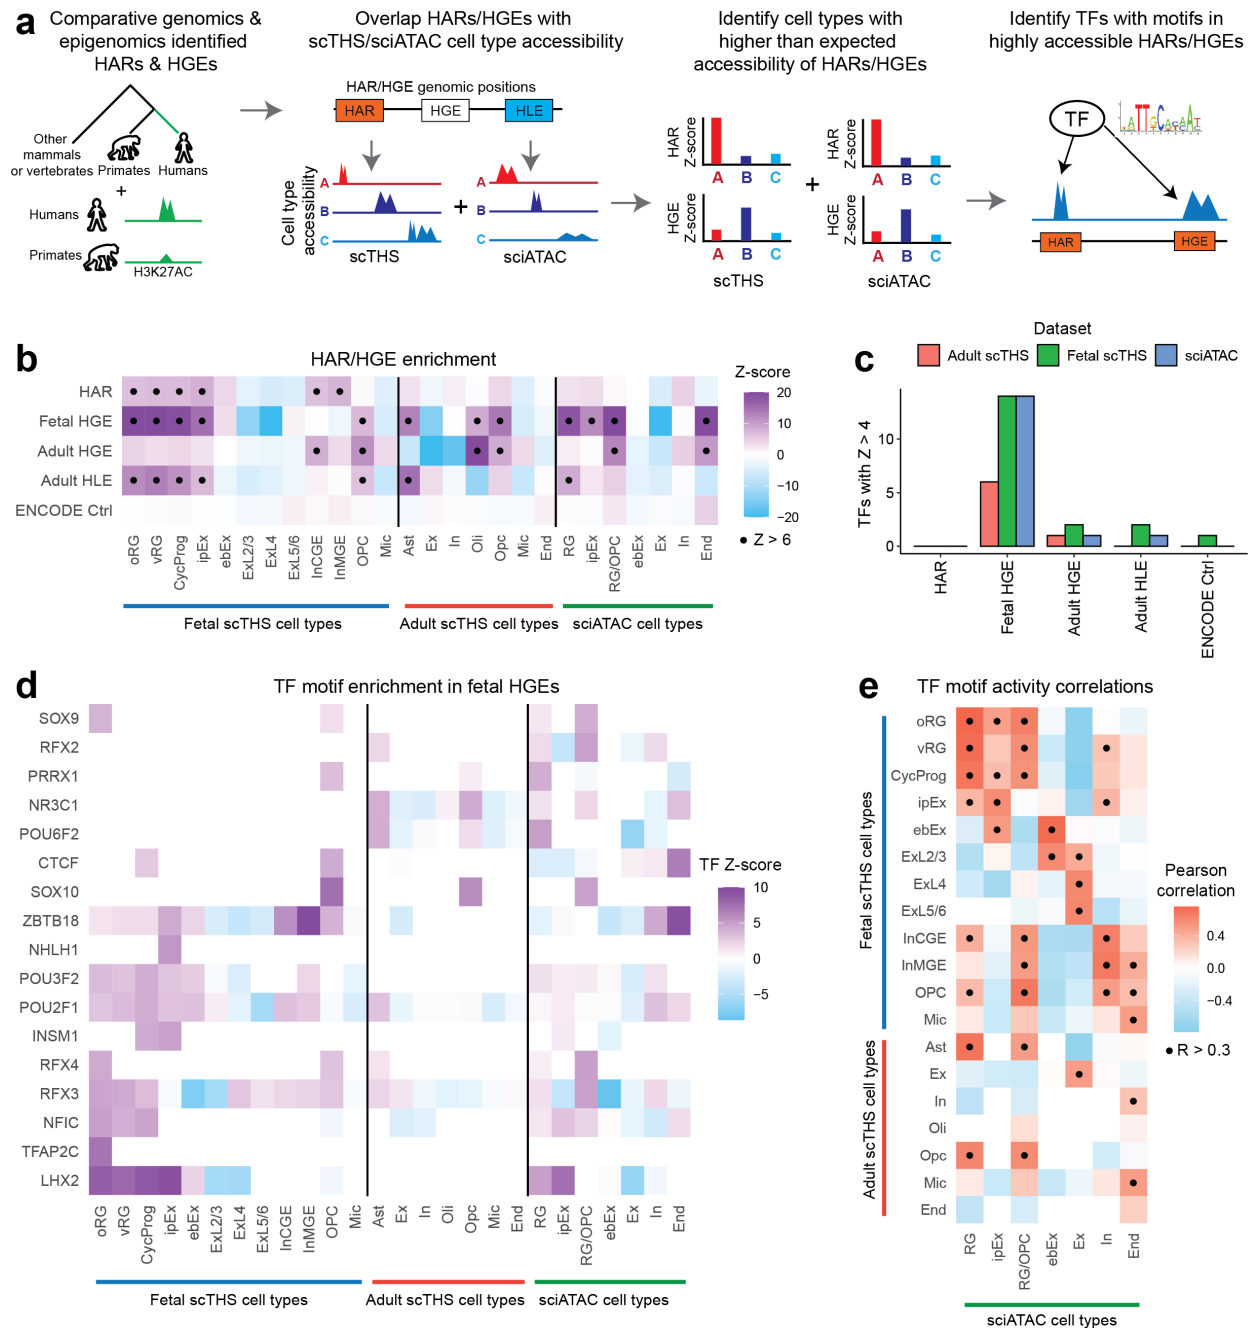 a
Comparative genomics &
epigenomics identified
HARs & HGEs
Overlap HARs/HGEs with
scTHS/sciATAC cell type accessibility
Identify cell types with
higher than expected
accessibility of HARs/HGEs
Identify TFs with motifs in
highly accessible HARs/HGEs
Other
mammals
or vertebrates
Primates
Humans
+
Humans
Primates
H3K27AC
HAR/HGE genomic positions
HAR
HGE
HLE
Cell type
accessibility
A
B
C
scTHS
+
A
B
C
sciATAC
HAR
Z-score
A B C
HGE
Z-score
A B C
scTHS
+
HAR
Z-score
A B C
HGE
Z-score
A B C
sciATAC
TF
HAR
HGE
b
HAR/HGE enrichment
HAR
Fetal HGE
Adult HGE
Adult HLE
ENCODE Ctrl
oRG
vRG
CycProg
ipEx
ebEx
ExL2/3
ExL4
ExL5/6
InCGE
InMGE
OPC
Mic
Ast
Ex
In
Oli
Opc
Mic
End
RG
ipEx
RG/OPC
ebEx
Ex
In
End
Fetal scTHS cell types
Adult scTHS cell types
sciATAC cell types
Z-score
20
10
0
−10
−20
● Z > 6
c
Dataset
Adult scTHS
Fetal scTHS
sciATAC
TFs with Z > 4
10
5
0
HAR
Fetal HGE
Adult HGE
Adult HLE
ENCODE Ctrl
d
TF motif enrichment in fetal HGEs
SOX9
RFX2
PRRX1
NR3C1
POU6F2
CTCF
SOX10
ZBTB18
NHLH1
POU3F2
POU2F1
INSM1
RFX4
RFX3
NFIC
TFAP2C
LHX2
oRG
vRG
CycProg
ipEx
ebEx
ExL2/3
ExL4
ExL5/6
InCGE
InMGE
OPC
Mic
Ast
Ex
In
Oli
Opc
Mic
End
RG
ipEx
RG/OPC
ebEx
Ex
In
End
Fetal scTHS cell types
Adult scTHS cell types
sciATAC cell types
TF Z-score
10
5
0
−5
e
TF motif activity correlations
Fetal scTHS cell types
oRG
vRG
CycProg
ipEx
ebEx
ExL2/3
ExL4
ExL5/6
InCGE
InMGE
OPC
Mic
Adult scTHS cell types
Ast
Ex
In
Oli
Opc
Mic
End
RG
ipEx
RG/OPC
ebEx
Ex
In
End
sciATAC cell types
Pearson
correlation
0.4
0.0
−0.4
● R > 0.3